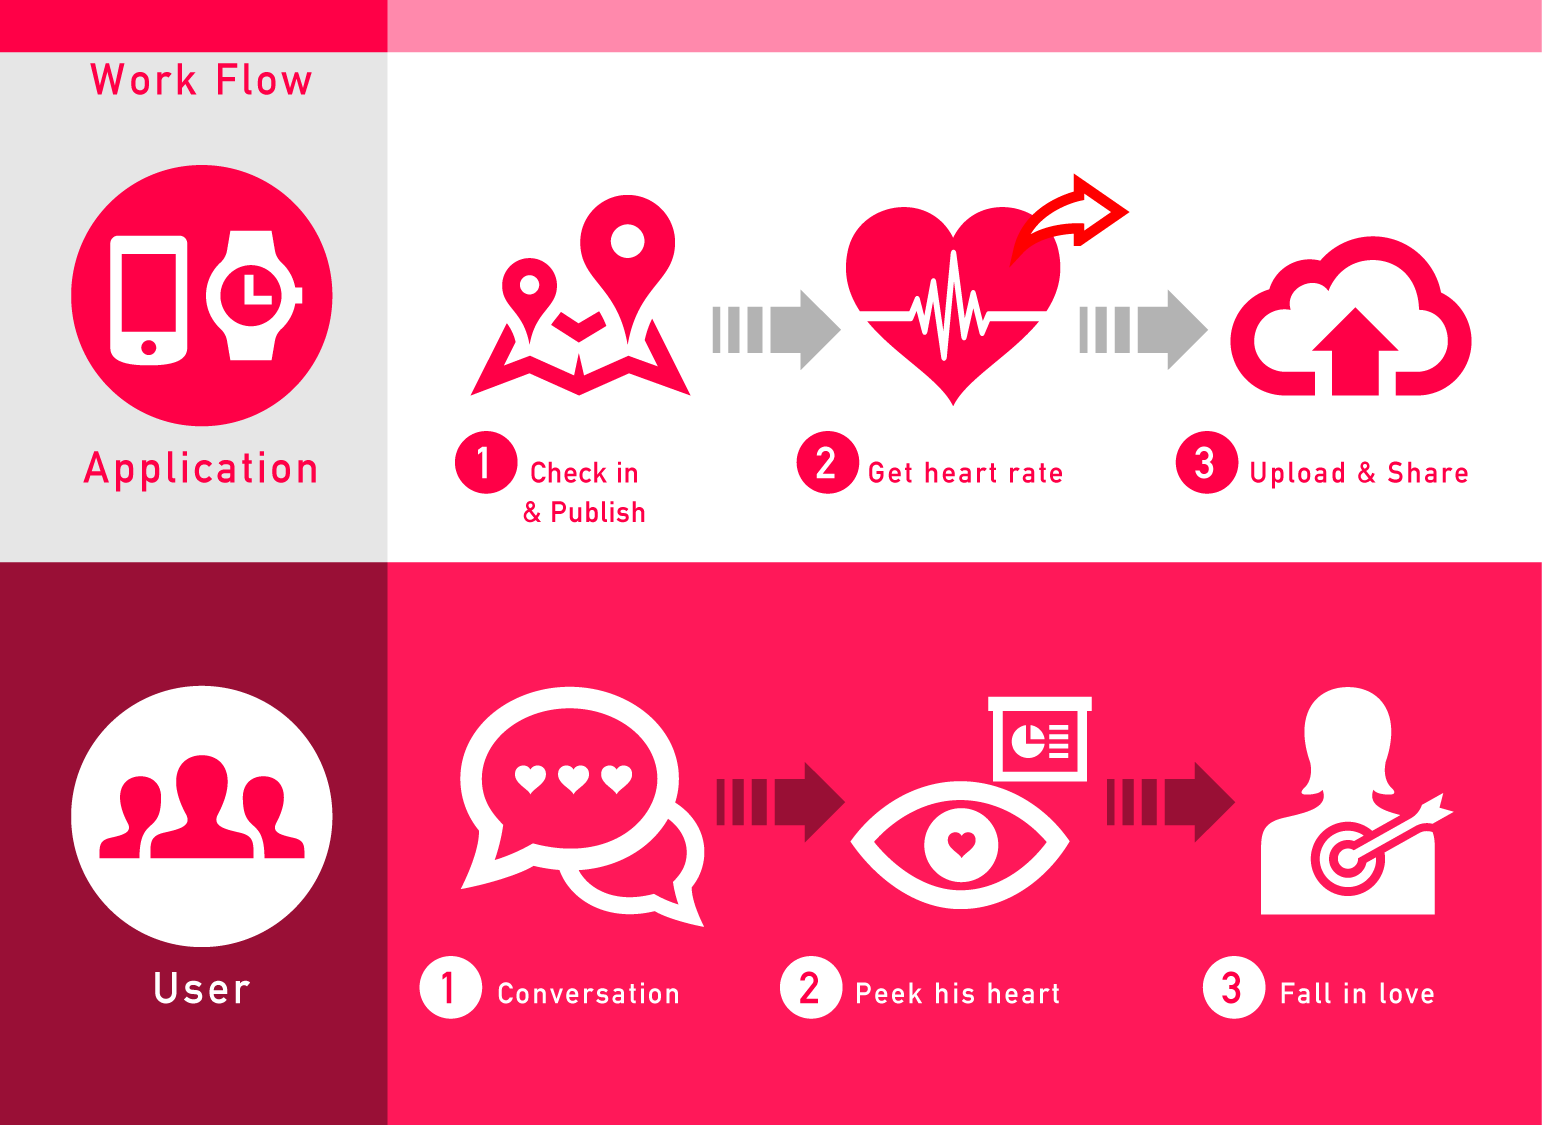 Work Flow
Application
1 Check in
& Publish
2 Get heart rate
3 Upload & Share
User
1 Conversation
2 Peek his heart
3 Fall in love